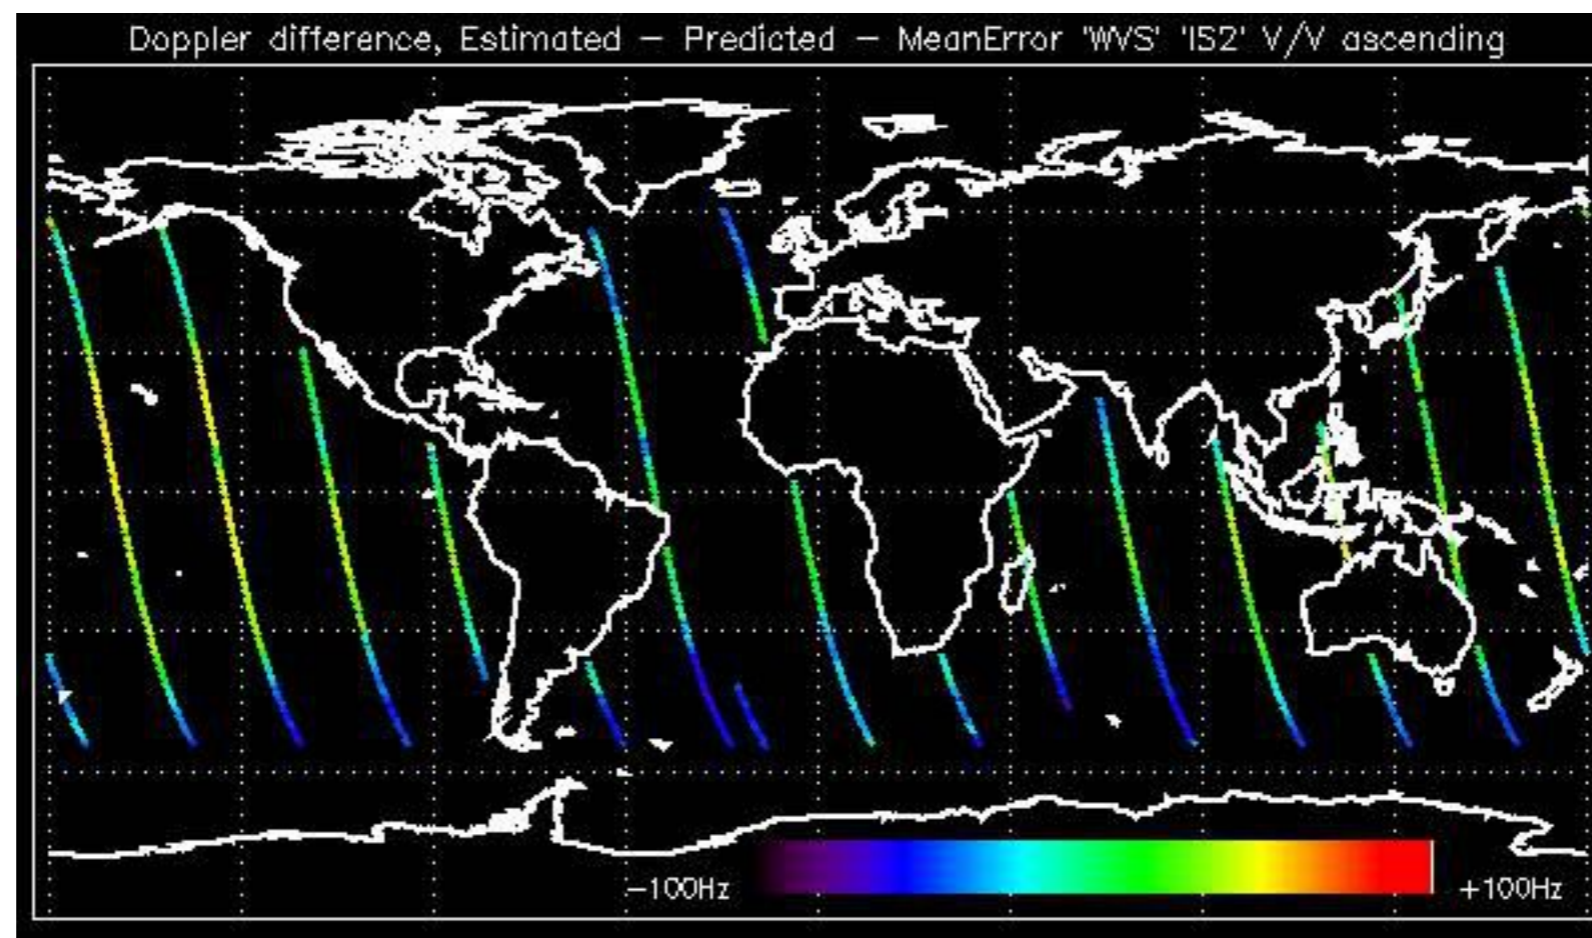 Doppler difference, Estimated – Predicted – MeanError 'WVS' 'IS2' V/V ascending
−100Hz
+100Hz